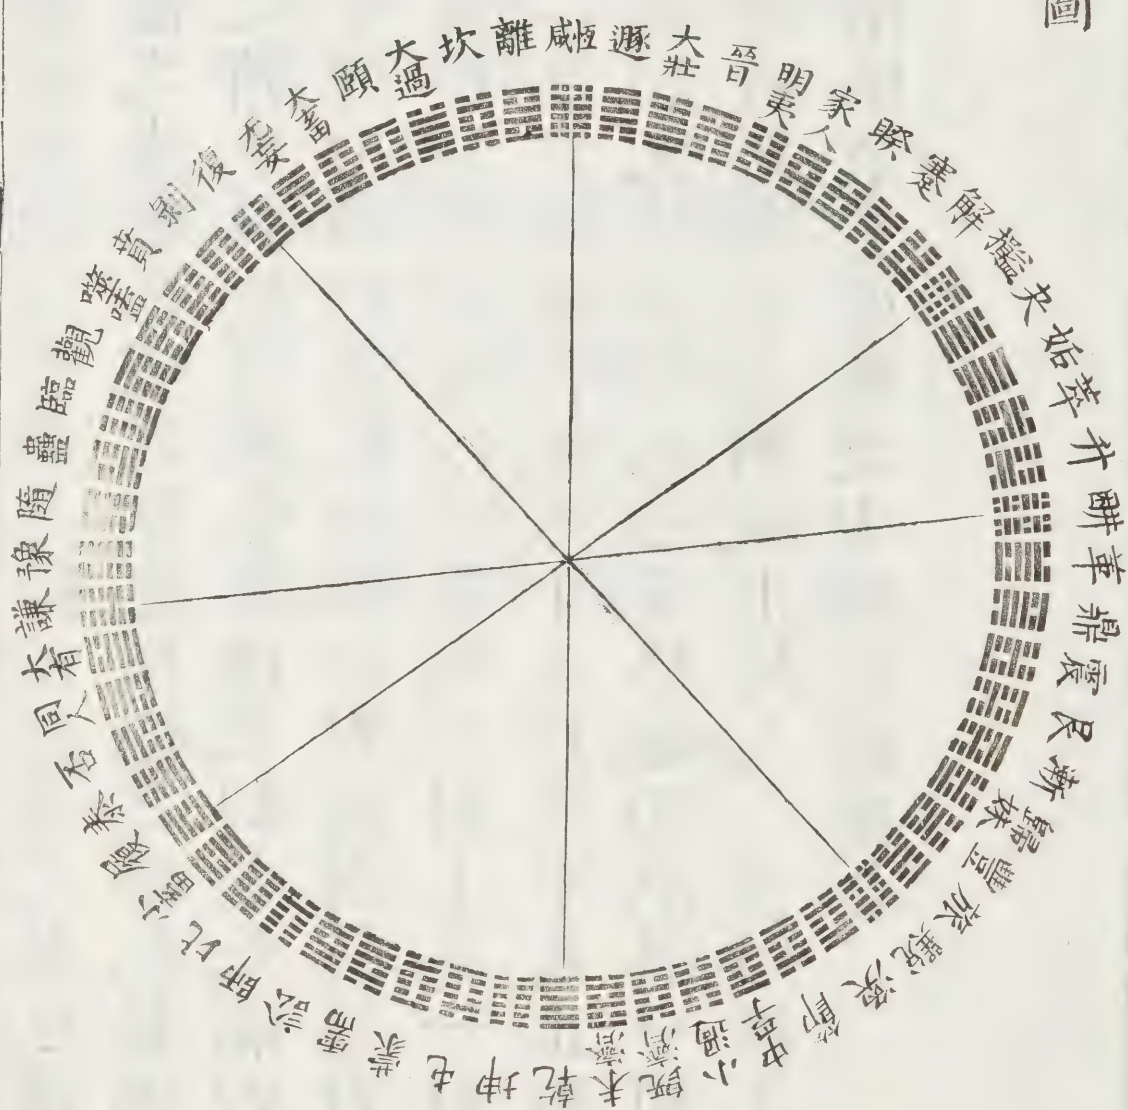 圖
乾
坤
屯
蒙
需
訟
師
比
小畜
履
泰
否
同人
大有
謙
豫
隨
蠱
臨
觀
噬嗑
賁
剝
復
无妄
大畜
頤
大過
坎
離
咸恆
遯
大壯
晉
明夷
家人
睽
蹇
解
損益
夬
姤
萃
升
困井
革
鼎
震
艮
漸
歸妹
豐
旅
巽兌
渙
節
中孚
小過
既濟
未濟